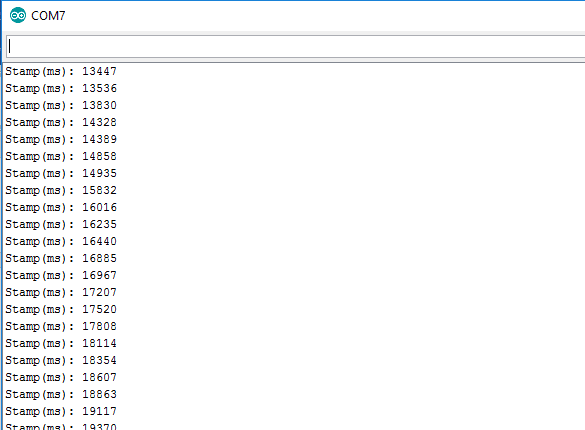 COM7
Stamp(ms): 13447
Stamp(ms): 13536
Stamp(ms): 13830
Stamp(ms): 14328
Stamp(ms): 14389
Stamp(ms): 14858
Stamp(ms): 14935
Stamp(ms): 15832
Stamp(ms): 16016
Stamp(ms): 16235
Stamp(ms): 16440
Stamp(ms): 16885
Stamp(ms): 16967
Stamp(ms): 17207
Stamp(ms): 17520
Stamp(ms): 17808
Stamp(ms): 18114
Stamp(ms): 18354
Stamp(ms): 18607
Stamp(ms): 18863
Stamp(ms): 19117
Stamp(ms): 19370